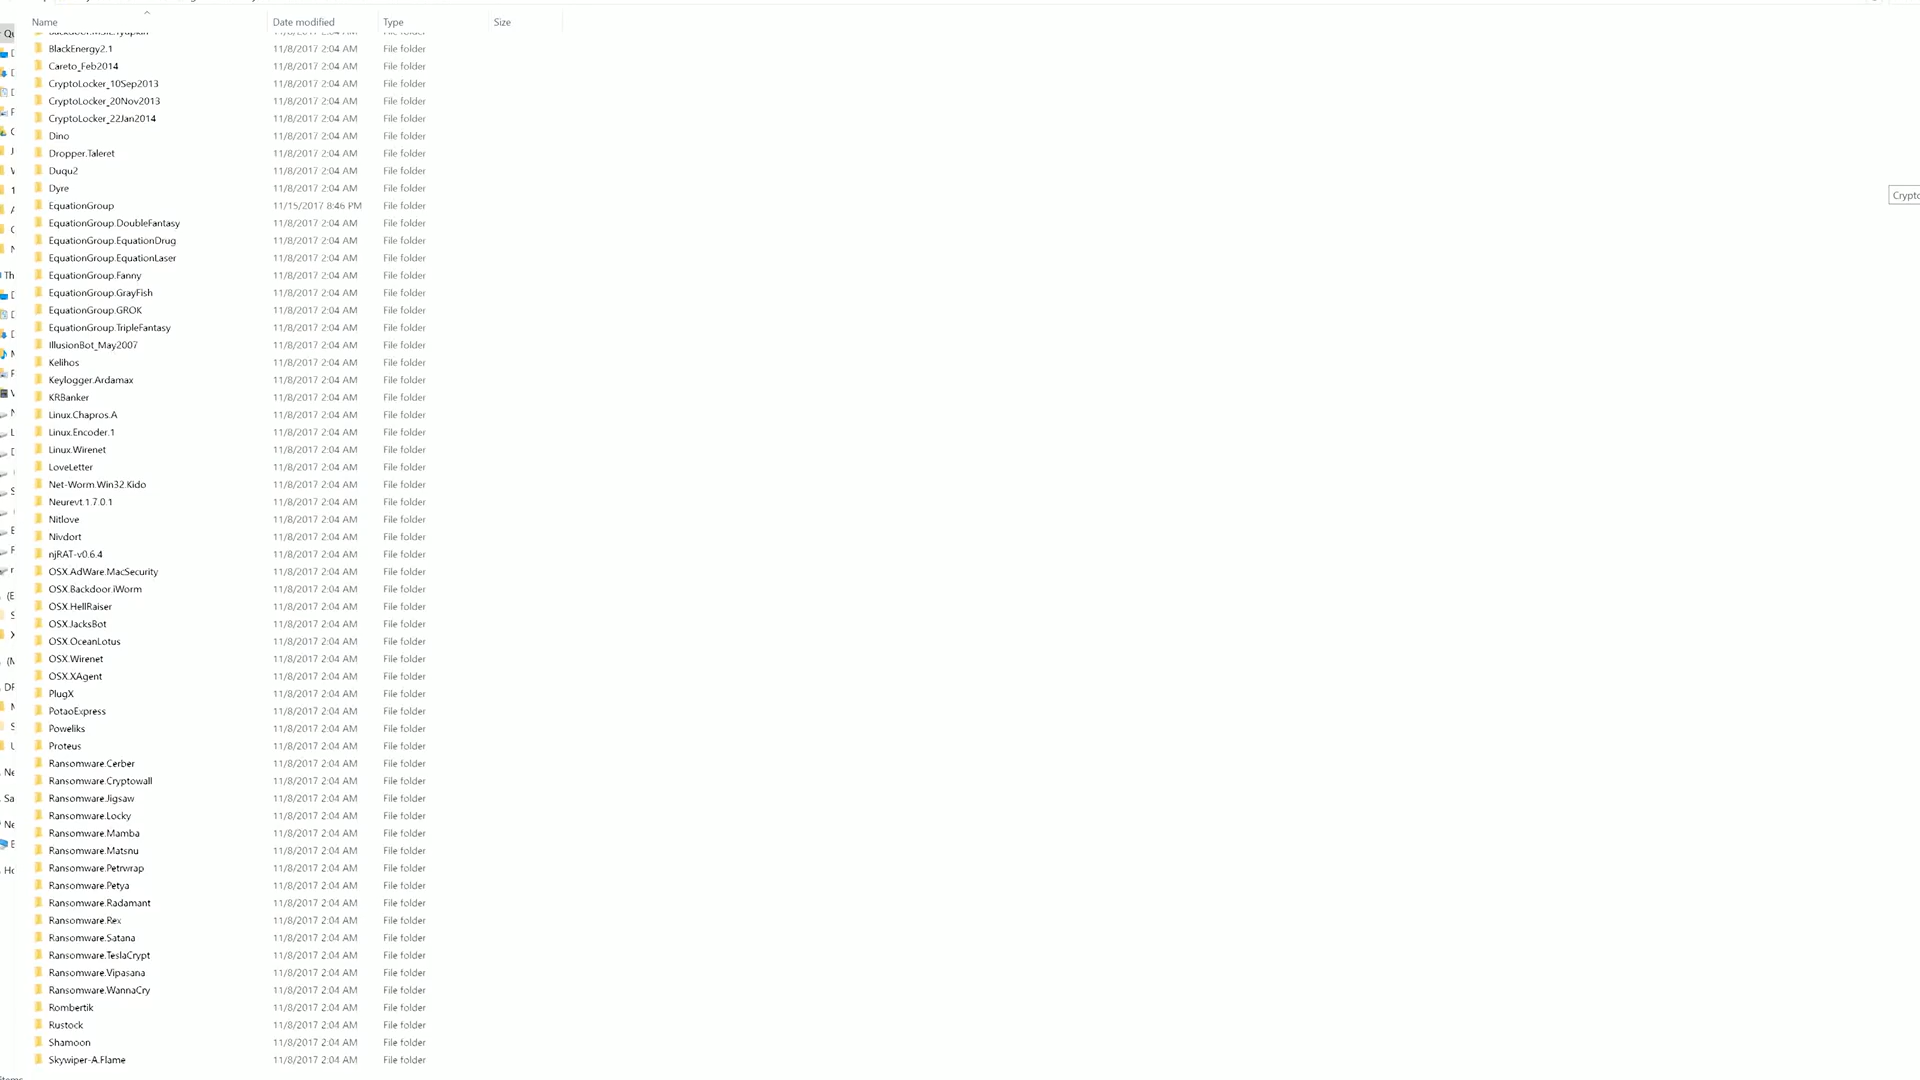 Name Date modified Type Size
BlackEnergy2.1 11/8/2017 2:04 AM File folder
Careto_Feb2014 11/8/2017 2:04 AM File folder
CryptoLocker_10Sep2013 11/8/2017 2:04 AM File folder
CryptoLocker_20Nov2013 11/8/2017 2:04 AM File folder
CryptoLocker_22Jan2014 11/8/2017 2:04 AM File folder
Dino 11/8/2017 2:04 AM File folder
Dropper.Taleret 11/8/2017 2:04 AM File folder
Duqu2 11/8/2017 2:04 AM File folder
Dyre 11/8/2017 2:04 AM File folder
Crypto
EquationGroup 11/15/2017 8:46 PM File folder
EquationGroup.DoubleFantasy 11/8/2017 2:04 AM File folder
EquationGroup.EquationDrug 11/8/2017 2:04 AM File folder
EquationGroup.EquationLaser 11/8/2017 2:04 AM File folder
EquationGroup.Fanny 11/8/2017 2:04 AM File folder
EquationGroup.GrayFish 11/8/2017 2:04 AM File folder
EquationGroup.GROK 11/8/2017 2:04 AM File folder
EquationGroup.TripleFantasy 11/8/2017 2:04 AM File folder
IllusionBot_May2007 11/8/2017 2:04 AM File folder
Kelihos 11/8/2017 2:04 AM File folder
Keylogger.Ardamax 11/8/2017 2:04 AM File folder
KRBanker 11/8/2017 2:04 AM File folder
Linux.Chapros.A 11/8/2017 2:04 AM File folder
Linux.Encoder.1 11/8/2017 2:04 AM File folder
Linux.Wirenet 11/8/2017 2:04 AM File folder
LoveLetter 11/8/2017 2:04 AM File folder
Net-Worm.Win32.Kido 11/8/2017 2:04 AM File folder
Neurevt.1.7.0.1 11/8/2017 2:04 AM File folder
Nitlove 11/8/2017 2:04 AM File folder
Nivdort 11/8/2017 2:04 AM File folder
njRAT-v0.6.4 11/8/2017 2:04 AM File folder
OSX.AdWare.MacSecurity 11/8/2017 2:04 AM File folder
OSX.Backdoor.iWorm 11/8/2017 2:04 AM File folder
OSX.HellRaiser 11/8/2017 2:04 AM File folder
OSX.JacksBot 11/8/2017 2:04 AM File folder
OSX.OceanLotus 11/8/2017 2:04 AM File folder
OSX.Wirenet 11/8/2017 2:04 AM File folder
OSX.XAgent 11/8/2017 2:04 AM File folder
PlugX 11/8/2017 2:04 AM File folder
PotaoExpress 11/8/2017 2:04 AM File folder
Poweliks 11/8/2017 2:04 AM File folder
Proteus 11/8/2017 2:04 AM File folder
Ransomware.Cerber 11/8/2017 2:04 AM File folder
Ransomware.Cryptowall 11/8/2017 2:04 AM File folder
Ransomware.Jigsaw 11/8/2017 2:04 AM File folder
Ransomware.Locky 11/8/2017 2:04 AM File folder
Ransomware.Mamba 11/8/2017 2:04 AM File folder
Ransomware.Matsnu 11/8/2017 2:04 AM File folder
Ransomware.Petrwrap 11/8/2017 2:04 AM File folder
Ransomware.Petya 11/8/2017 2:04 AM File folder
Ransomware.Radamant 11/8/2017 2:04 AM File folder
Ransomware.Rex 11/8/2017 2:04 AM File folder
Ransomware.Satana 11/8/2017 2:04 AM File folder
Ransomware.TeslaCrypt 11/8/2017 2:04 AM File folder
Ransomware.Vipasana 11/8/2017 2:04 AM File folder
Ransomware.WannaCry 11/8/2017 2:04 AM File folder
Rombertik 11/8/2017 2:04 AM File folder
Rustock 11/8/2017 2:04 AM File folder
Shamoon 11/8/2017 2:04 AM File folder
Skywiper-A.Flame 11/8/2017 2:04 AM File folder